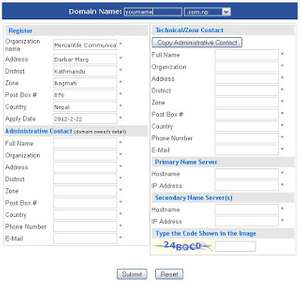 Domain Name: yourname .com.np
Register
Organization name Mercantile Communica *
Address Darbar Marg *
District Kathmandu *
Zone Bagmati *
Post Box # 876 *
Country Nepal *
Apply Date 2012-2-22 *
Administrative Contact (domain owners detail)
Full Name *
Organization *
Address *
District *
Zone *
Post Box # *
Country *
Phone Number *
E-Mail *
Technical/Zone Contact
Copy Administrative Contact
Full Name *
Organization *
Address *
District *
Zone *
Post Box # *
Country *
Phone Number *
E-Mail *
Primary Name Server
Hostname *
IP Address *
Secondary Name Server(s)
Hostname *
IP Address *
Type the Code Shown in the Image
24BQCD
Submit Reset